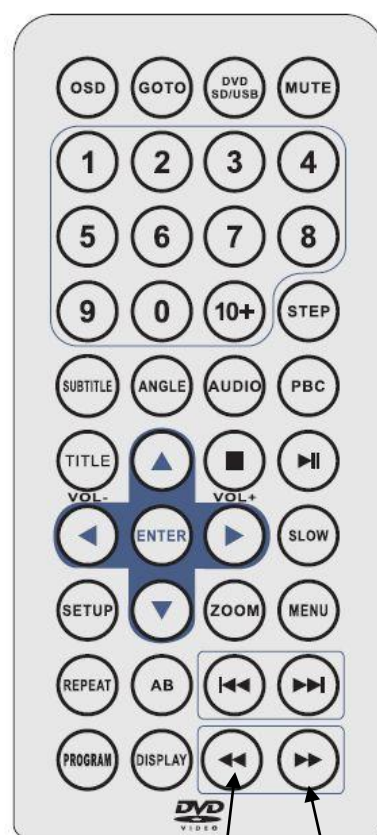 OSD GOTO DVD SD/USB MUTE
1 2 3 4
5 6 7 8
9 0 10+ STEP
SUBTITLE ANGLE AUDIO PBC
TITLE
VOL- VOL+
ENTER SLOW
SETUP ZOOM MENU
REPEAT AB
PROGRAM DISPLAY
DVD
VIDEO